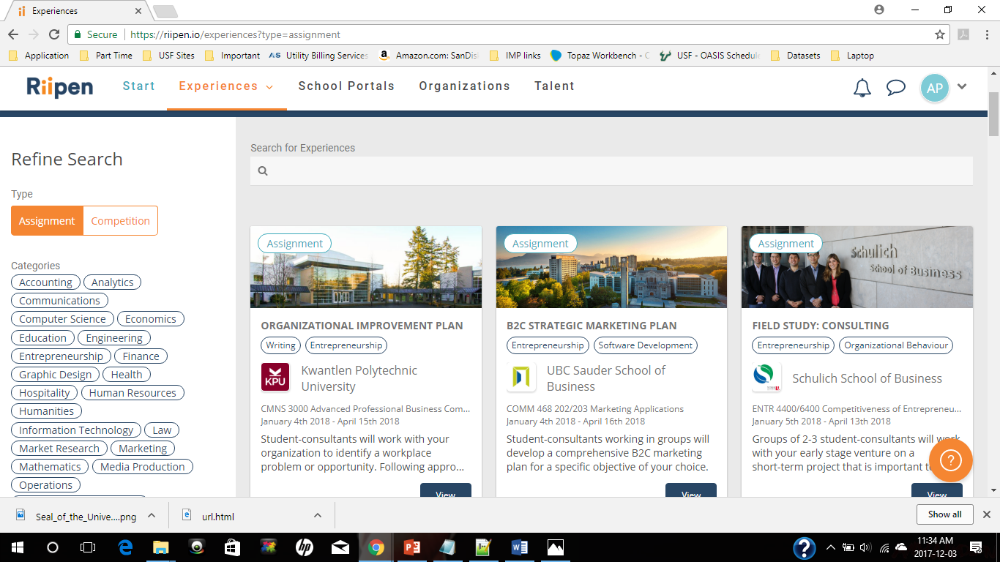 Experiences
Secure https://riipen.io/experiences?type=assignment
Application Part Time USF Sites Important Utility Billing Services Amazon.com: SanDis IMP links Topaz Workbench - C USF - OASIS Schedule Datasets Laptop
Riipen Start Experiences School Portals Organizations Talent AP
Refine Search
Type
Assignment Competition
Categories
Accounting Analytics
Communications
Computer Science Economics
Education Engineering
Entrepreneurship Finance
Graphic Design Health
Hospitality Human Resources
Humanities
Information Technology Law
Market Research Marketing
Mathematics Media Production
Operations
Search for Experiences
Assignment
ORGANIZATIONAL IMPROVEMENT PLAN
Writing Entrepreneurship
KPU
Kwantlen Polytechnic
University
CMNS 3000 Advanced Professional Business Com...
January 4th 2018 - April 15th 2018
Student-consultants will work with your
organization to identify a workplace
problem or opportunity. Following appro...
View
Assignment
B2C STRATEGIC MARKETING PLAN
Entrepreneurship Software Development
UBC Sauder School of
Business
COMM 468 202/203 Marketing Applications
January 4th 2018 - April 16th 2018
Student-consultants working in groups will
develop a comprehensive B2C marketing
plan for a specific objective of your choice.
View
Assignment
Schulich
School of Business
FIELD STUDY: CONSULTING
Entrepreneurship Organizational Behaviour
Schulich School of Business
ENTR 4400/6400 Competitiveness of Entrepreneu...
January 5th 2018 - April 13th 2018
Groups of 2-3 student-consultants will work
with your early stage venture on a
short-term project that is important t
View
?
Seal_of_the_Unive....png url.html Show all
hp
11:34 AM
2017-12-03